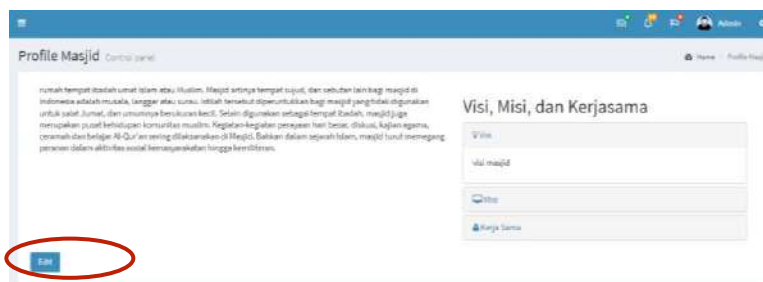 Admin
Profile Masjid Control panel
Home Profile Masj
rumah tempat ibadah umat Islam atau Muslim. Masjid artinya tempat sujud, dan sebutan lain bagi masjid di
Indonesia adalah musala, langgar atau surau. Istilah tersebut diperuntukkan bagi masjid yang tidak digunakan
untuk salat Jumat, dan umumnya berukuran kecil. Selain digunakan sebagai tempat ibadah, masjid juga
merupakan pusat kehidupan komunitas muslim. Kegiatan-kegiatan perayaan hari besar, diskusi, kajian agama,
ceramah dan belajar Al-Qur'an sering dilaksanakan di Masjid. Bahkan dalam sejarah Islam, masjid turut memegang
peranan dalam aktivitas sosial kemasyarakatan hingga kemiliteran.
Visi, Misi, dan Kerjasama
Visi
visi masjid
Misi
Kerja Sama
Edit